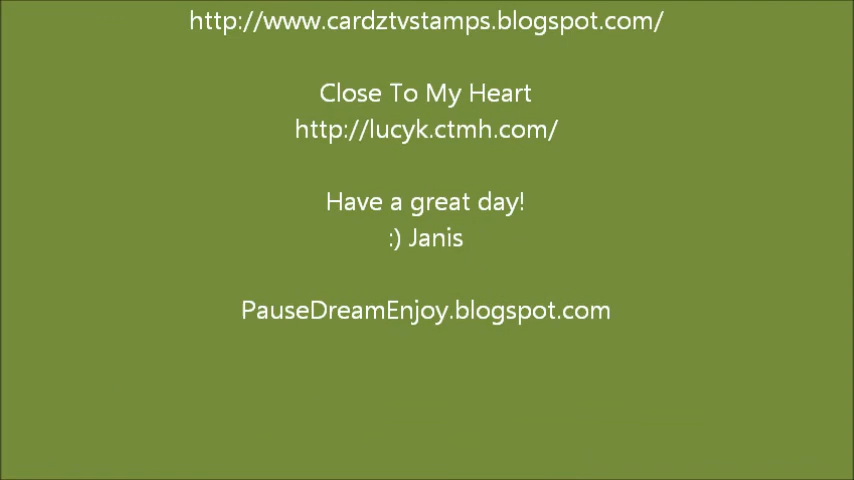 http://www.cardztvstamps.blogspot.com/
Close To My Heart
http://lucyk.ctmh.com/
Have a great day!
:) Janis
PauseDreamEnjoy.blogspot.com